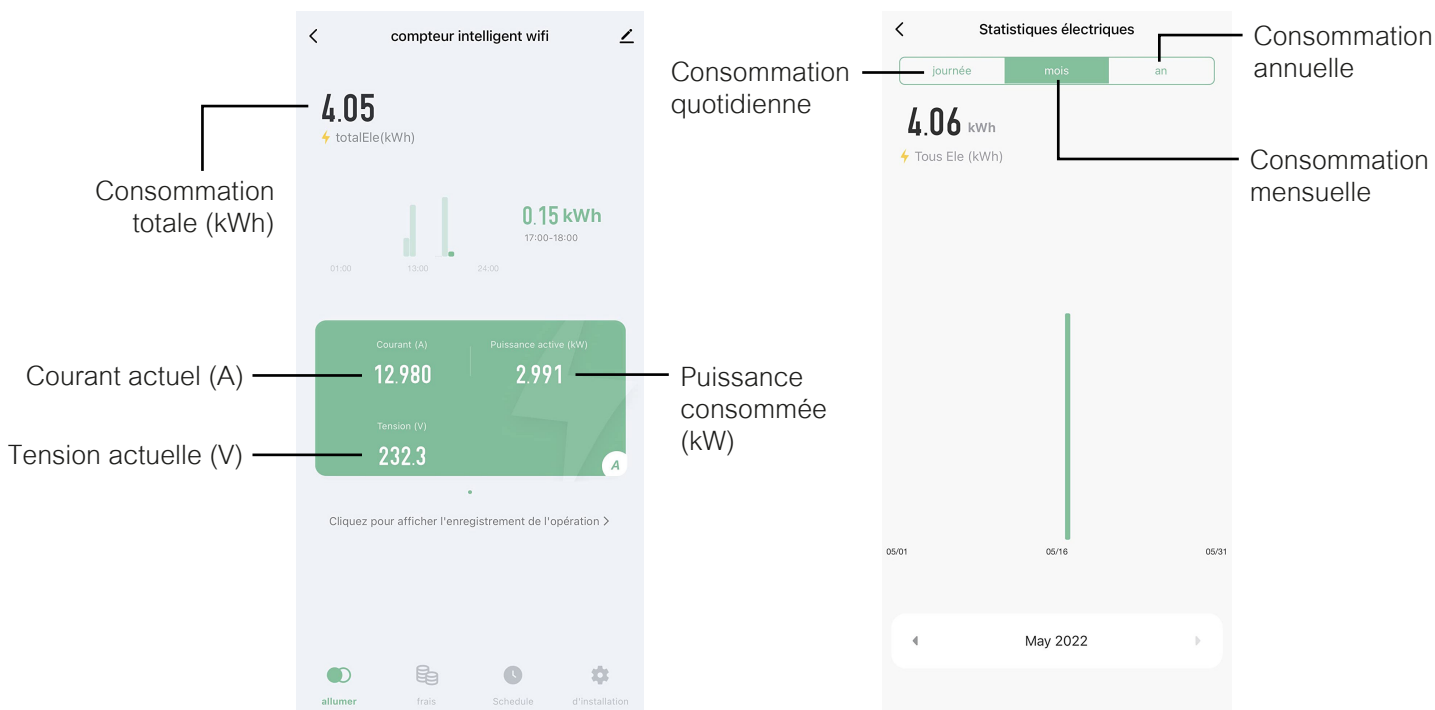 compteur intelligent wifi
4.05
totalEle(kWh)
Consommation
totale (kWh)
0.15 kWh
17:00-18:00
01:00
13:00
24:00
Courant (A)
Puissance active (kW)
12.980
2.991
Tension (V)
232.3
A
Courant actuel (A)
Tension actuelle (V)
Puissance
consommée
(kW)
Cliquez pour afficher l'enregistrement de l'opération >
allumer
frais
Schedule
d'installation
Statistiques électriques
journée
mois
an
Consommation
quotidienne
Consommation
annuelle
4.06 kWh
Tous Ele (kWh)
Consommation
mensuelle
05/01
05/16
05/31
May 2022